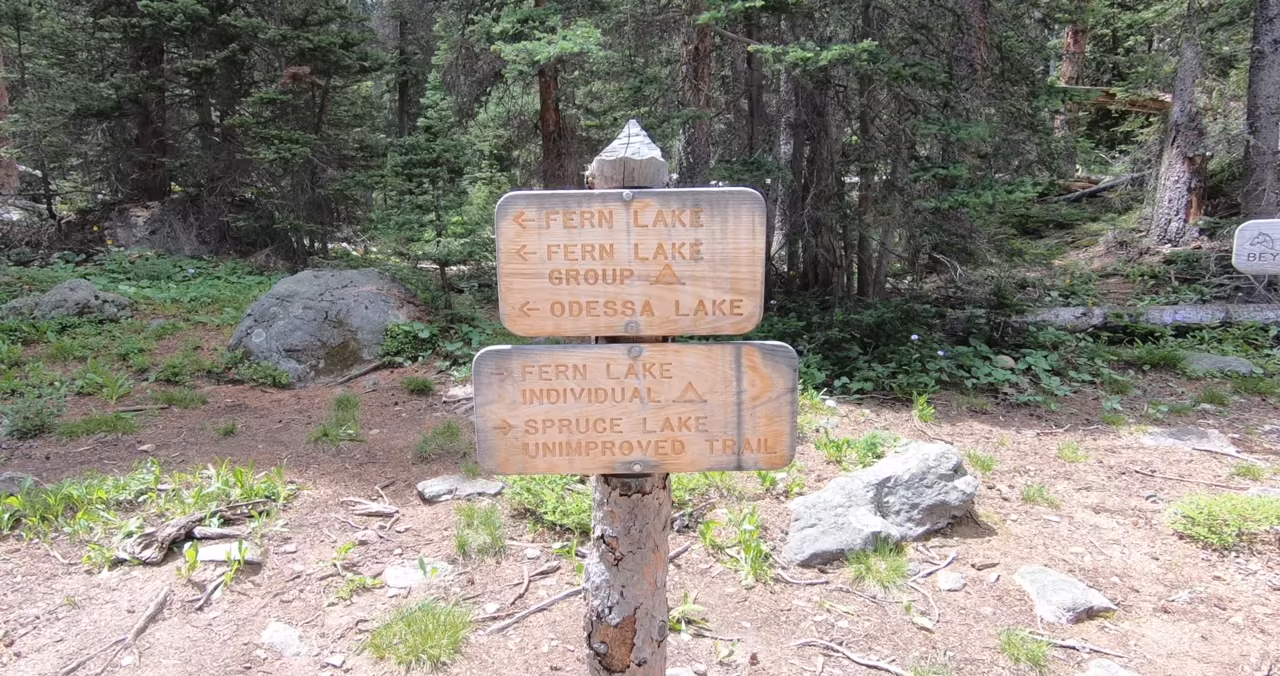 ← FERN LAKE
← FERN LAKE
GROUP
← ODESSA LAKE
→ FERN LAKE
INDIVIDUAL
→ SPRUCE LAKE
UNIMPROVED TRAIL